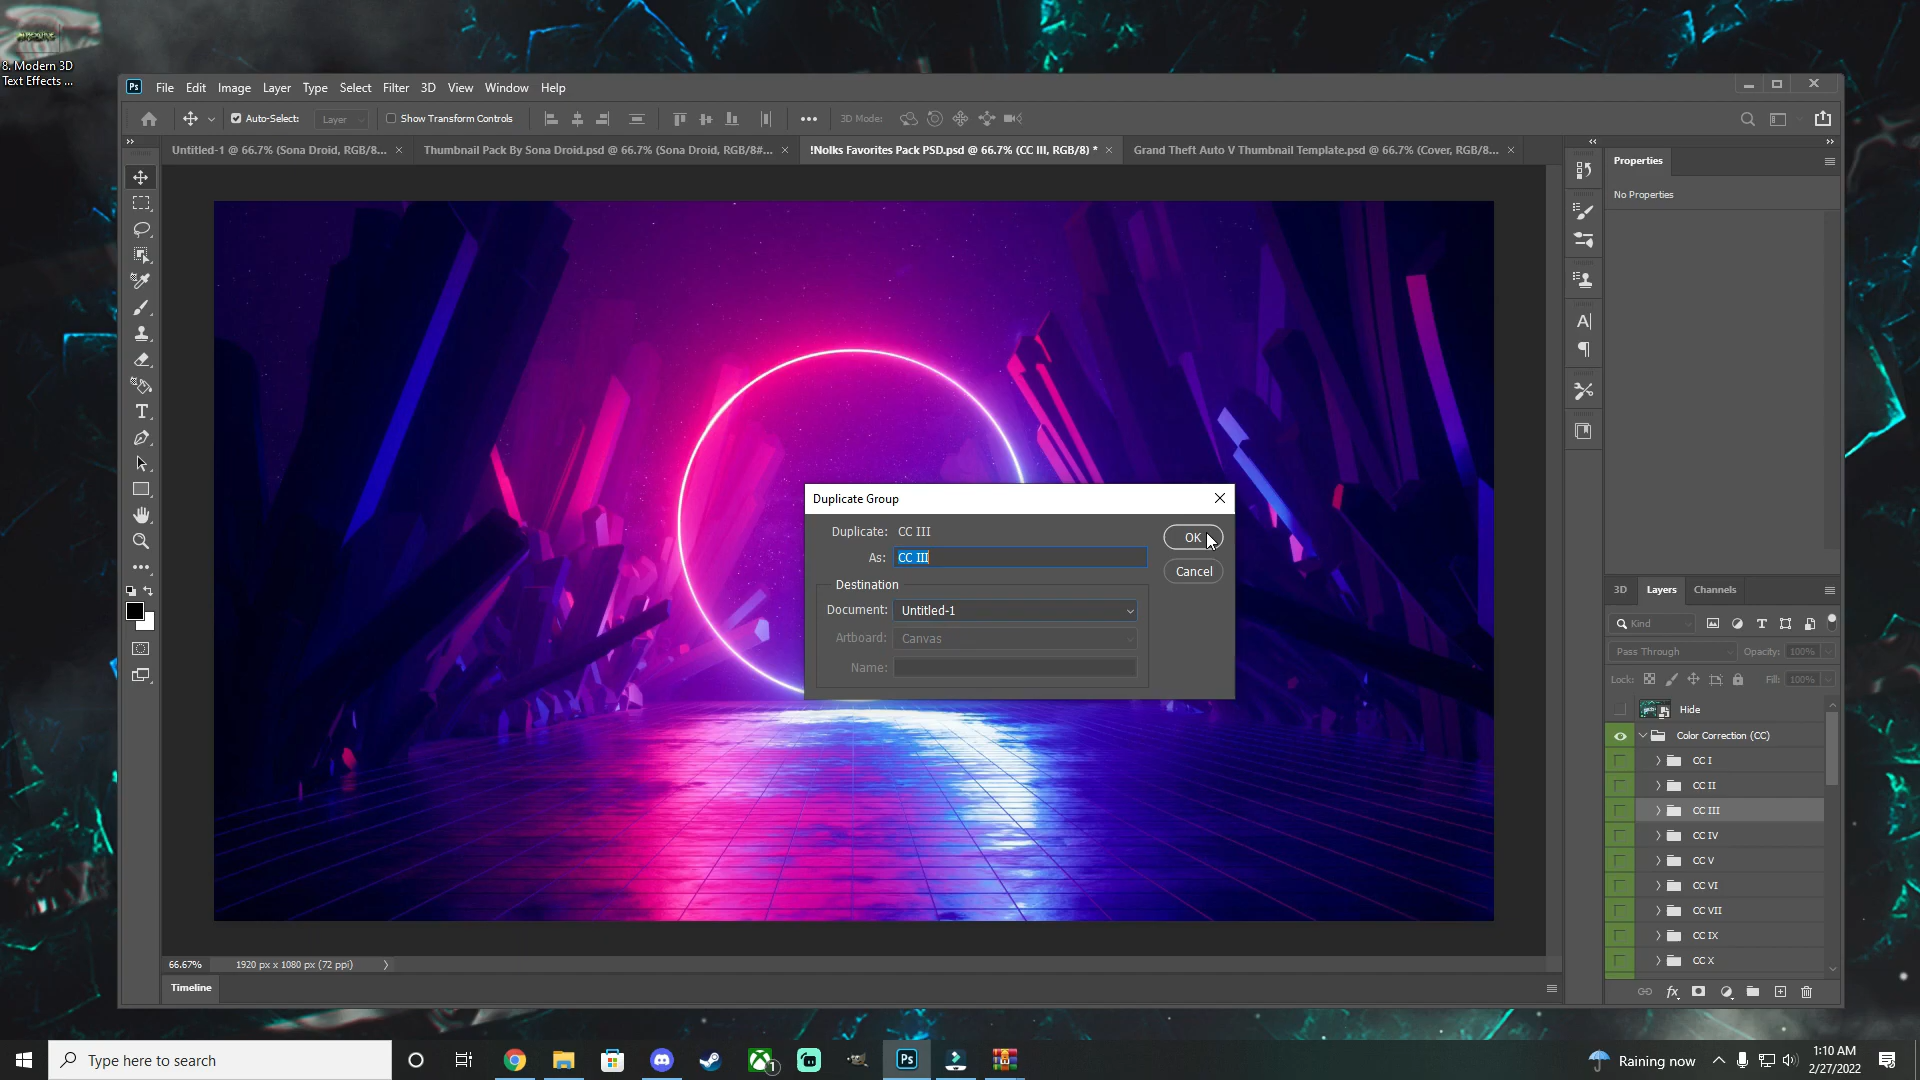 8. Modern 3D
Text Effects ...
Ps
File Edit Image Layer Type Select Filter 3D View Window Help
Auto-Select: Layer Show Transform Controls 3D Mode:
Untitled-1 @ 66.7% (Sona Droid, RGB/8... × Thumbnail Pack By Sona Droid.psd @ 66.7% (Sona Droid, RGB/8#... × !Nolks Favorites Pack PSD.psd @ 66.7% (CC III, RGB/8) * × Grand Theft Auto V Thumbnail Template.psd @ 66.7% (Cover, RGB/8... ×
Properties
No Properties
Duplicate Group
Duplicate: CC III
As: CC III
OK
Cancel
Destination
Document: Untitled-1
Artboard: Canvas
Name:
3D Layers Channels
Kind
Pass Through Opacity: 100%
Lock: Fill: 100%
Hide
Color Correction (CC)
CC I
CC II
CC III
CC IV
CC V
CC VI
CC VII
CC IX
CC X
66.67% 1920 px x 1080 px (72 ppi)
Timeline
Type here to search
1
Ps
Raining now
1:10 AM
2/27/2022